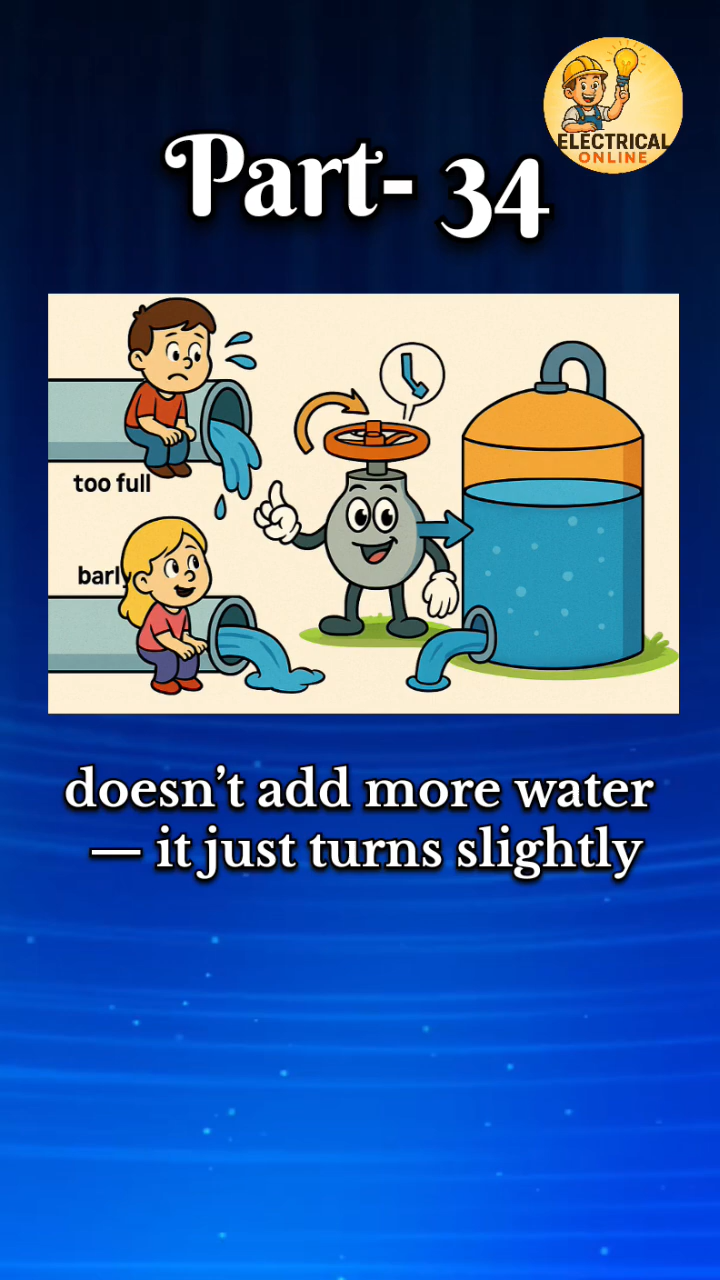 ELECTRICAL
ONLINE
Part- 34
too full
barly
doesn’t add more water
— it just turns slightly